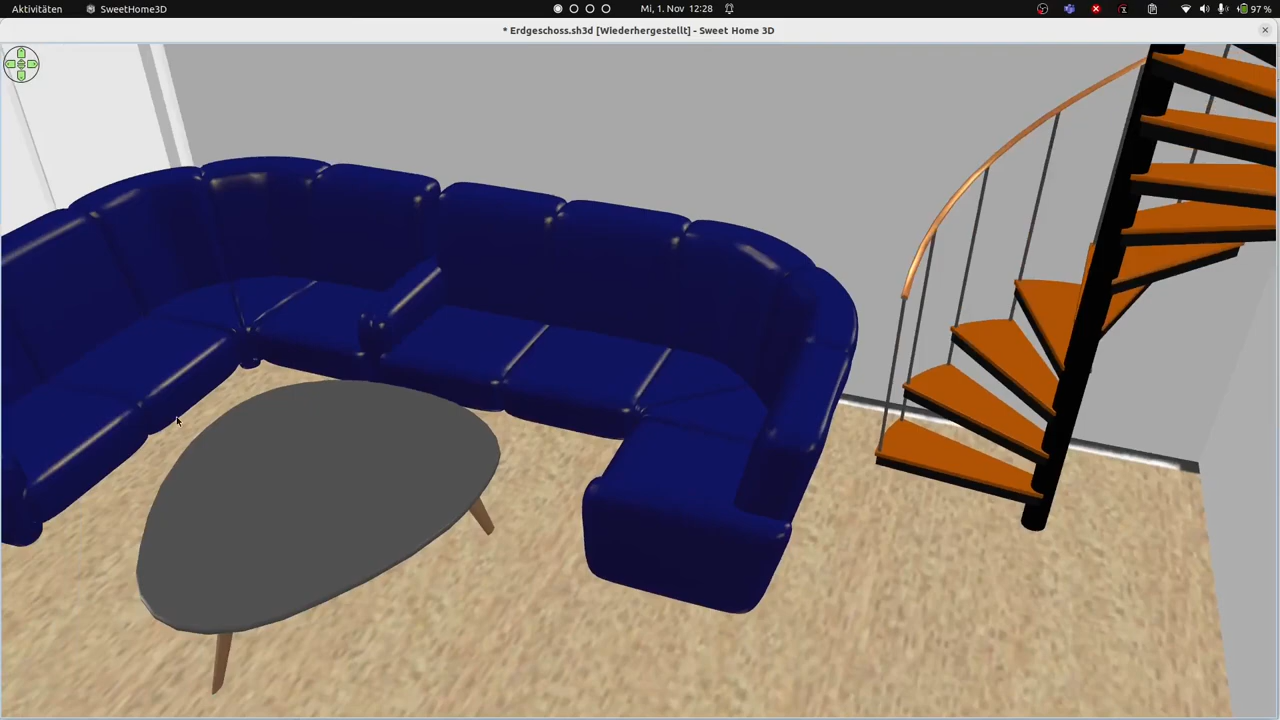 Aktivitäten
SweetHome3D
Mi, 1. Nov 12:28
97 %
* Erdgeschoss.sh3d [Wiederhergestellt] - Sweet Home 3D